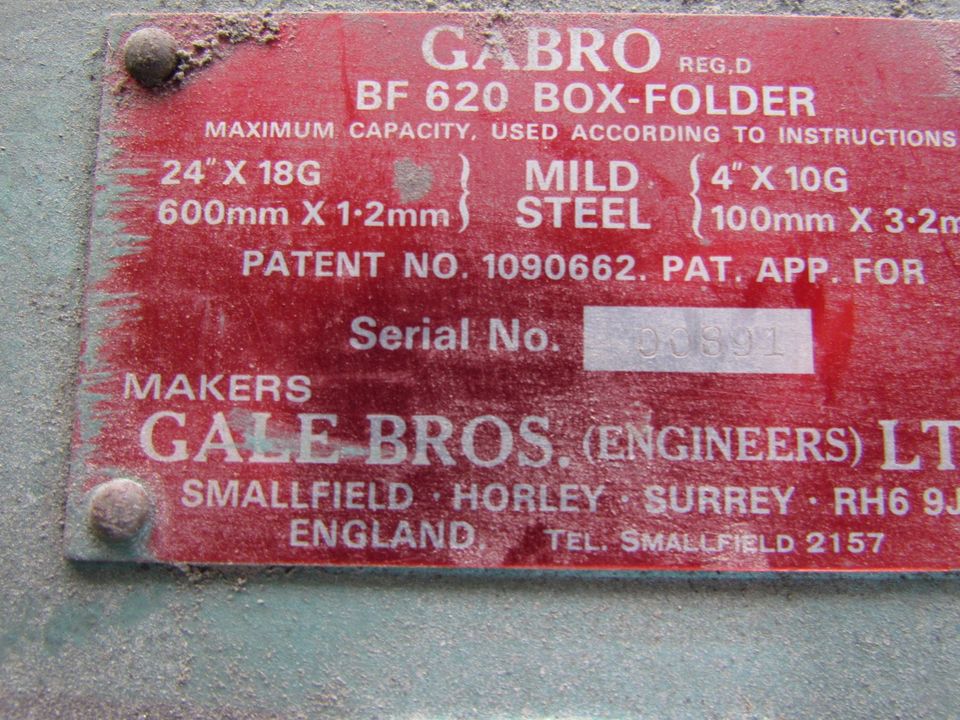 GABRO REG,D
BF 620 BOX-FOLDER
MAXIMUM CAPACITY, USED ACCORDING TO INSTRUCTIONS
24" X 18G } MILD { 4" X 10G
600mm X 1·2mm } STEEL { 100mm X 3·2m
PATENT NO. 1090662. PAT. APP. FOR
Serial No. 00891
MAKERS
GALE BROS. (ENGINEERS) LT
SMALLFIELD · HORLEY · SURREY · RH6 9J
ENGLAND. TEL. SMALLFIELD 2157